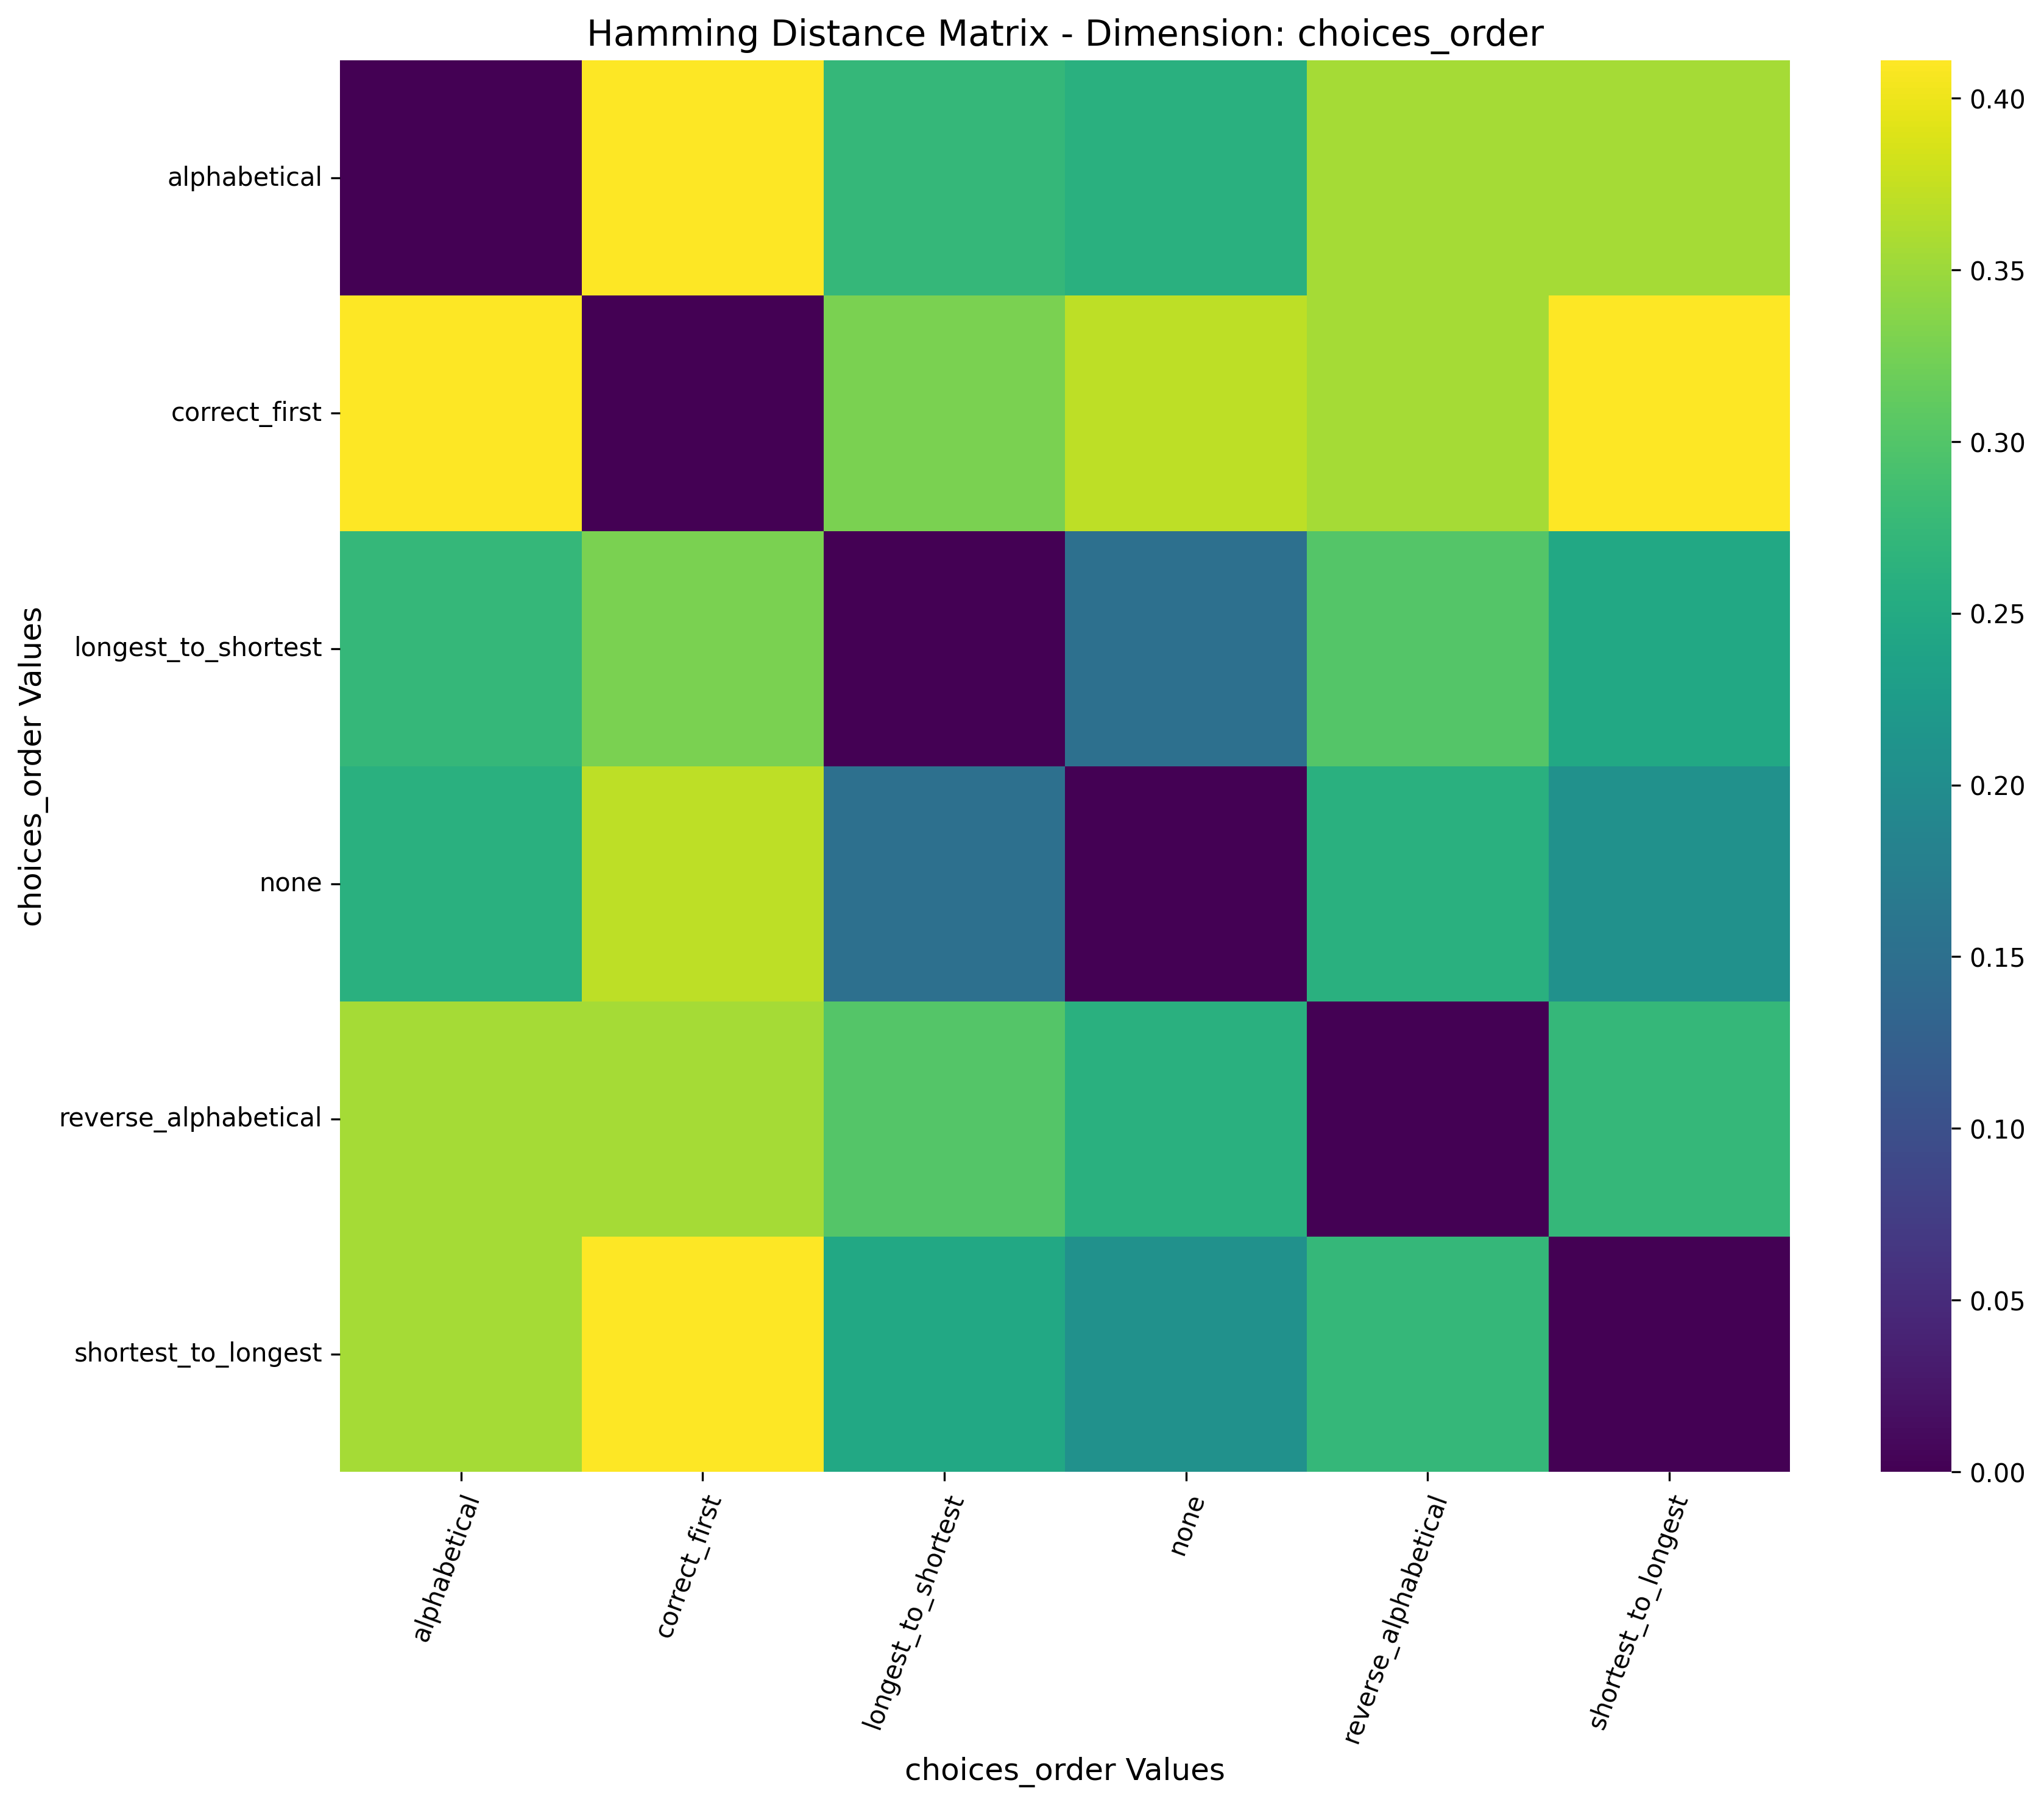 Hamming Distance Matrix - Dimension: choices_order
choices_order Values
alphabetical
correct_first
longest_to_shortest
none
reverse_alphabetical
shortest_to_longest
alphabetical
correct_first
longest_to_shortest
none
reverse_alphabetical
shortest_to_longest
choices_order Values
0.40
0.35
0.30
0.25
0.20
0.15
0.10
0.05
0.00